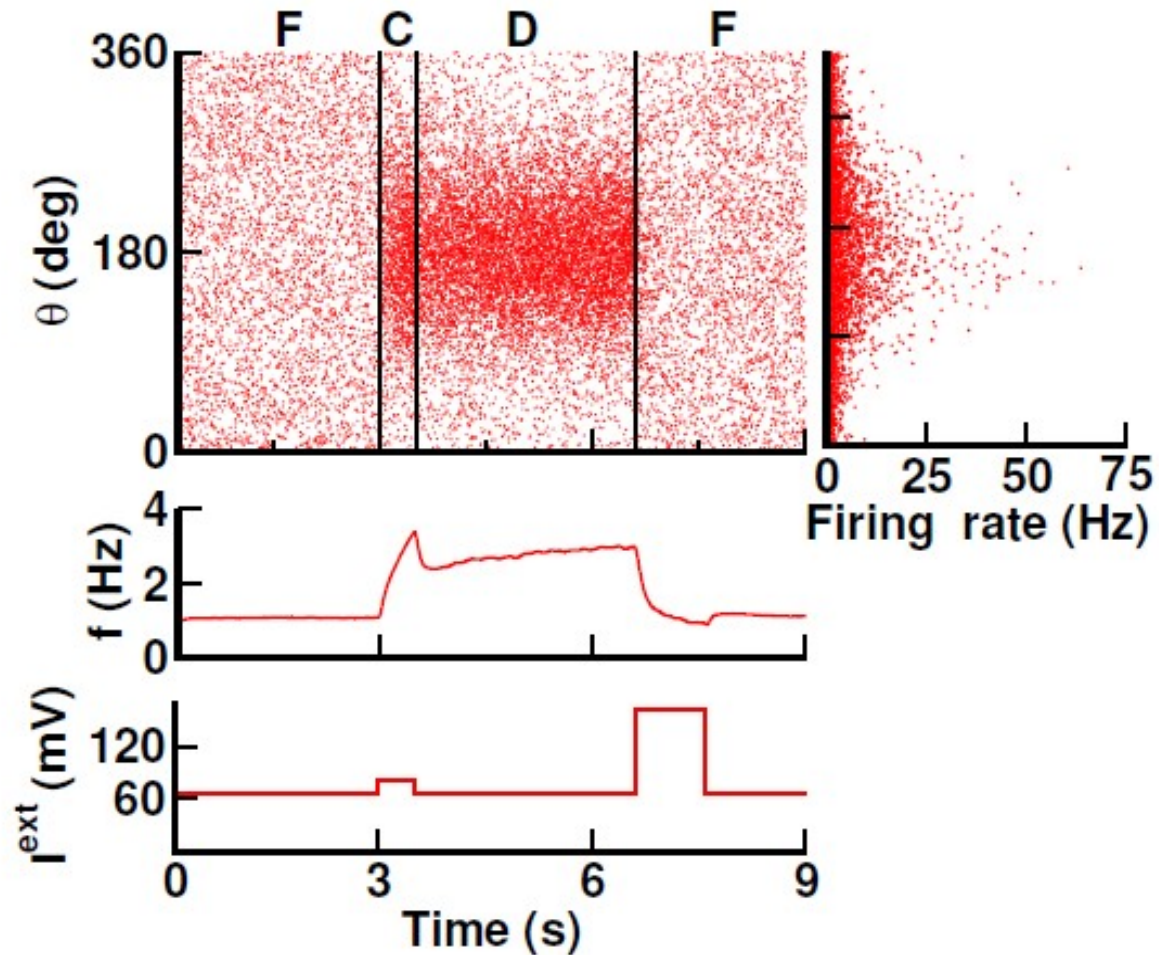 F C D F
360
θ (deg)
180
0
0 25 50 75
Firing rate (Hz)
4
f (Hz)
2
0
I^ext (mV)
120
60
0 3 6 9
Time (s)